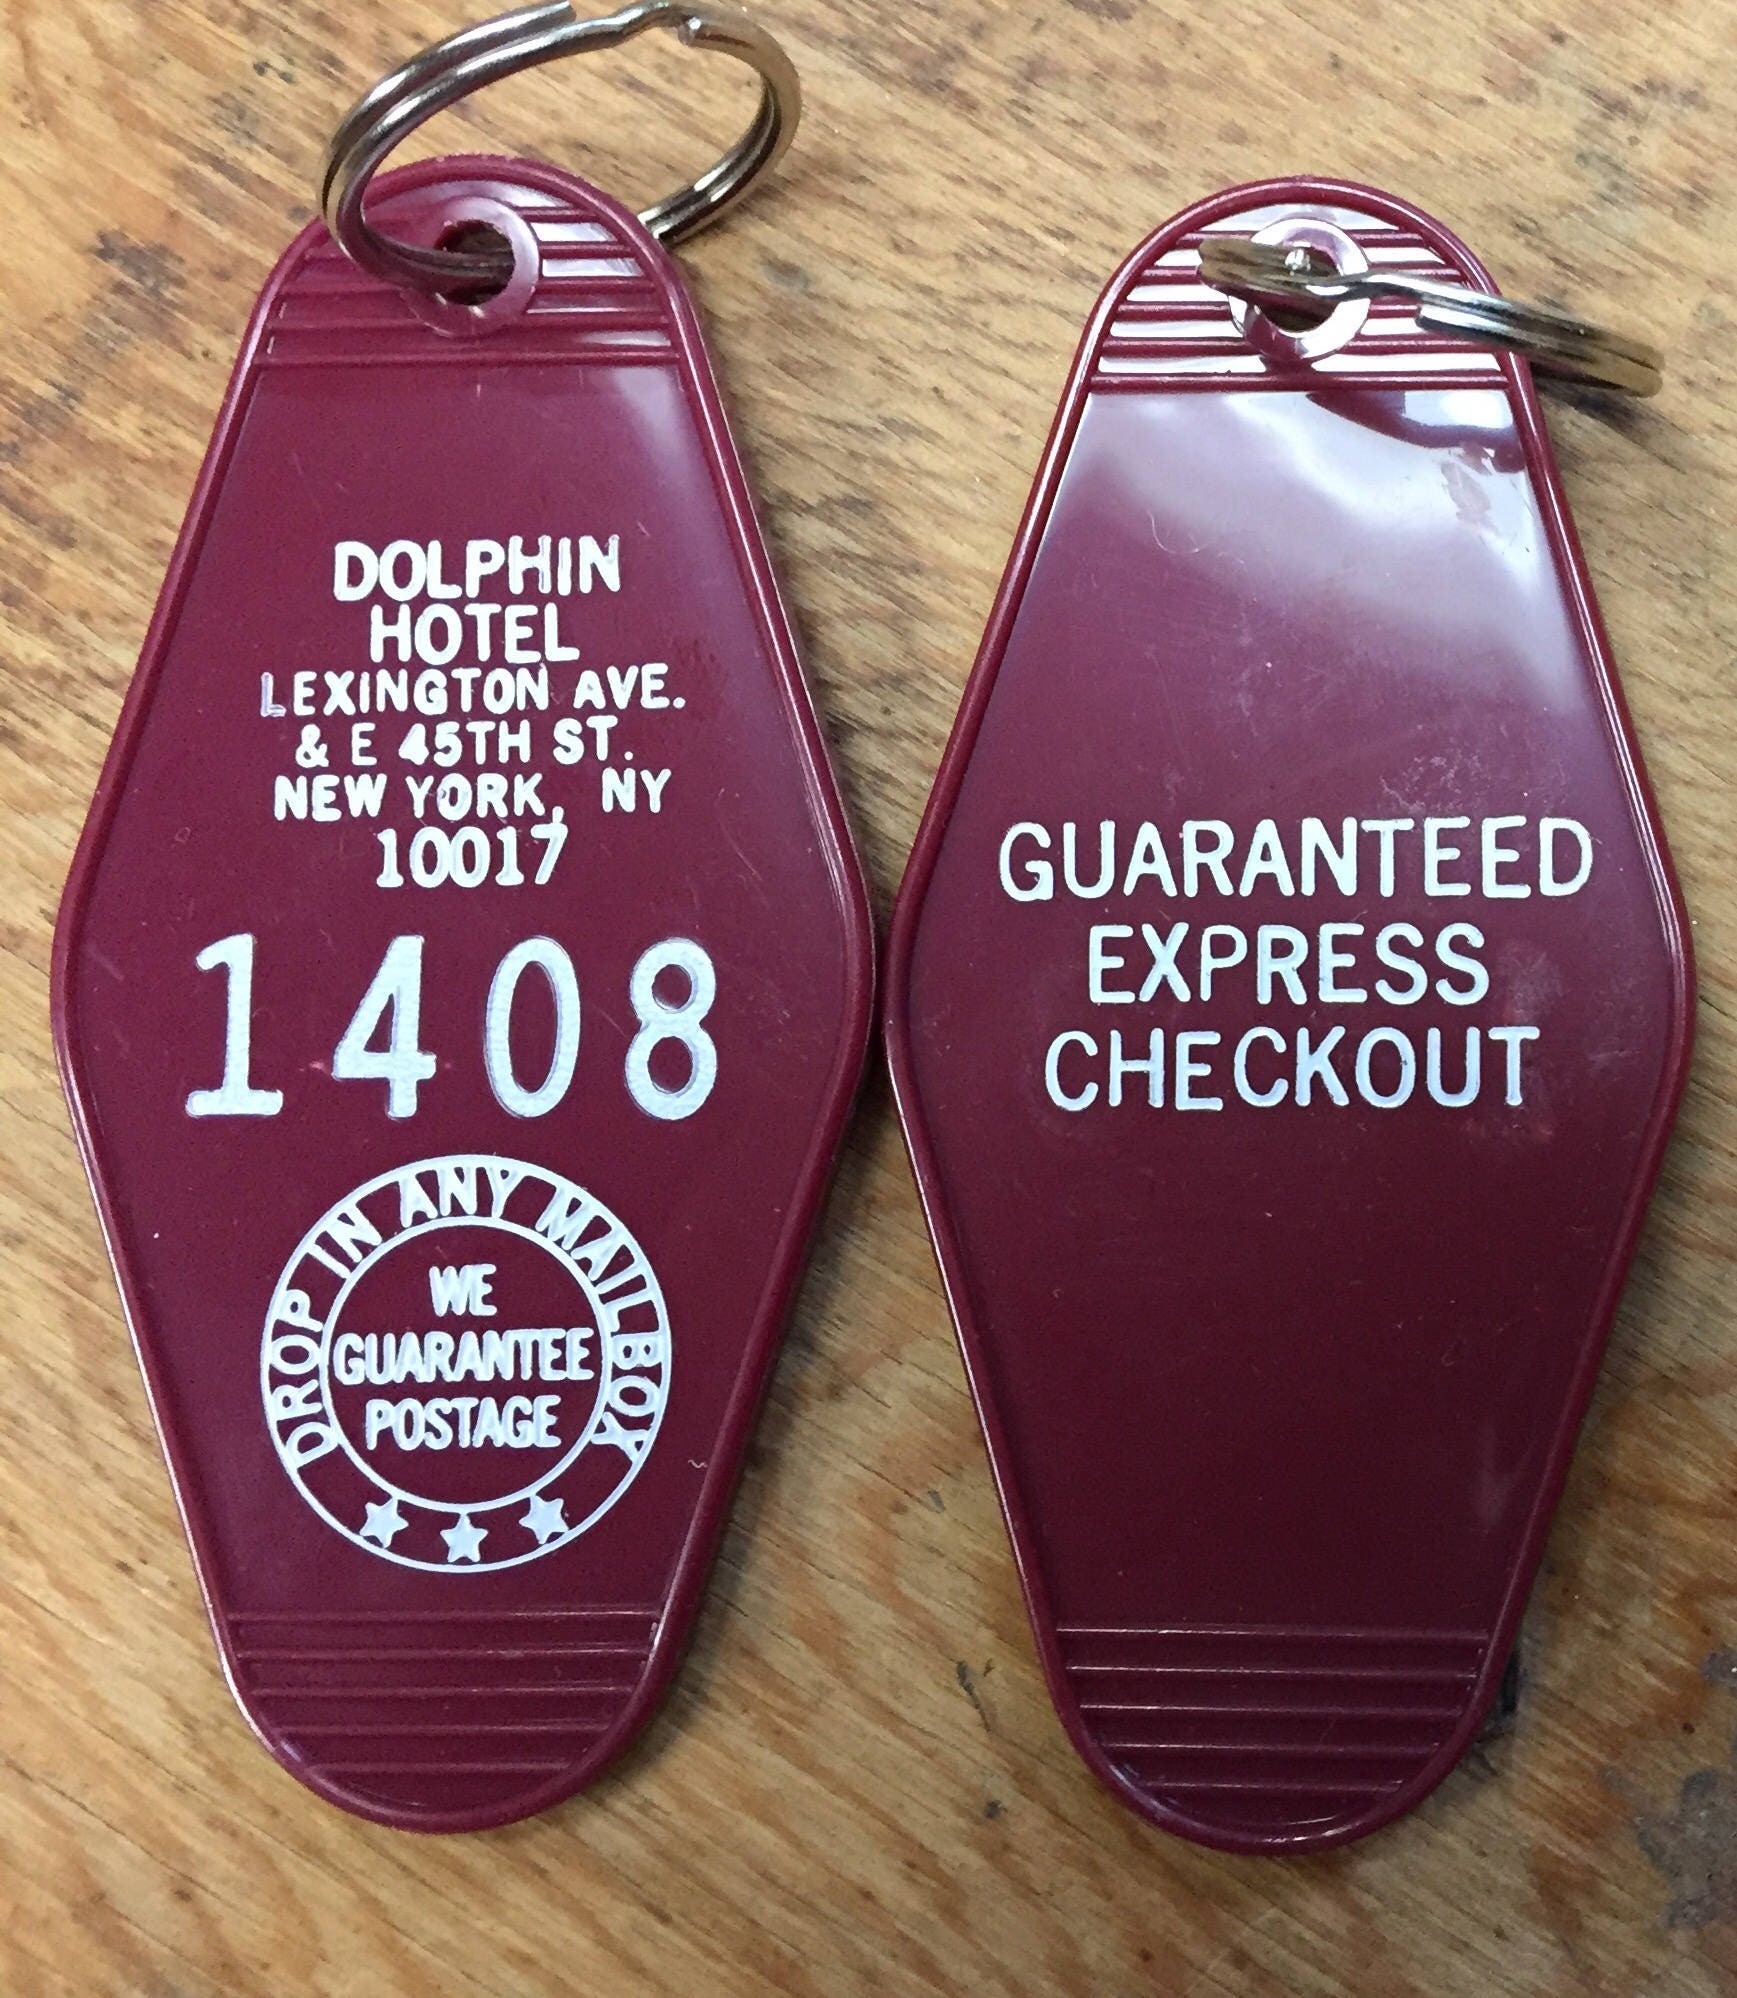 DOLPHIN
HOTEL
LEXINGTON AVE.
& E 45TH ST.
NEW YORK, NY
10017
1408
DROP IN ANY MAILBOX
WE
GUARANTEE
POSTAGE
GUARANTEED
EXPRESS
CHECKOUT